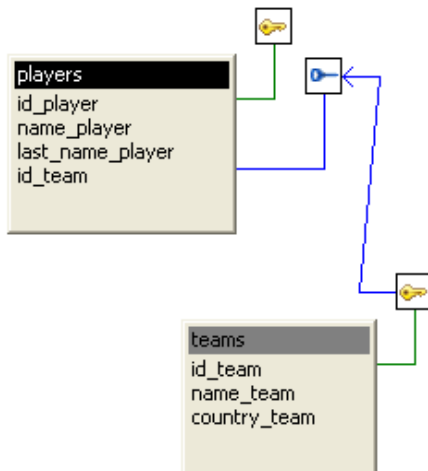 players
id_player
name_player
last_name_player
id_team
teams
id_team
name_team
country_team